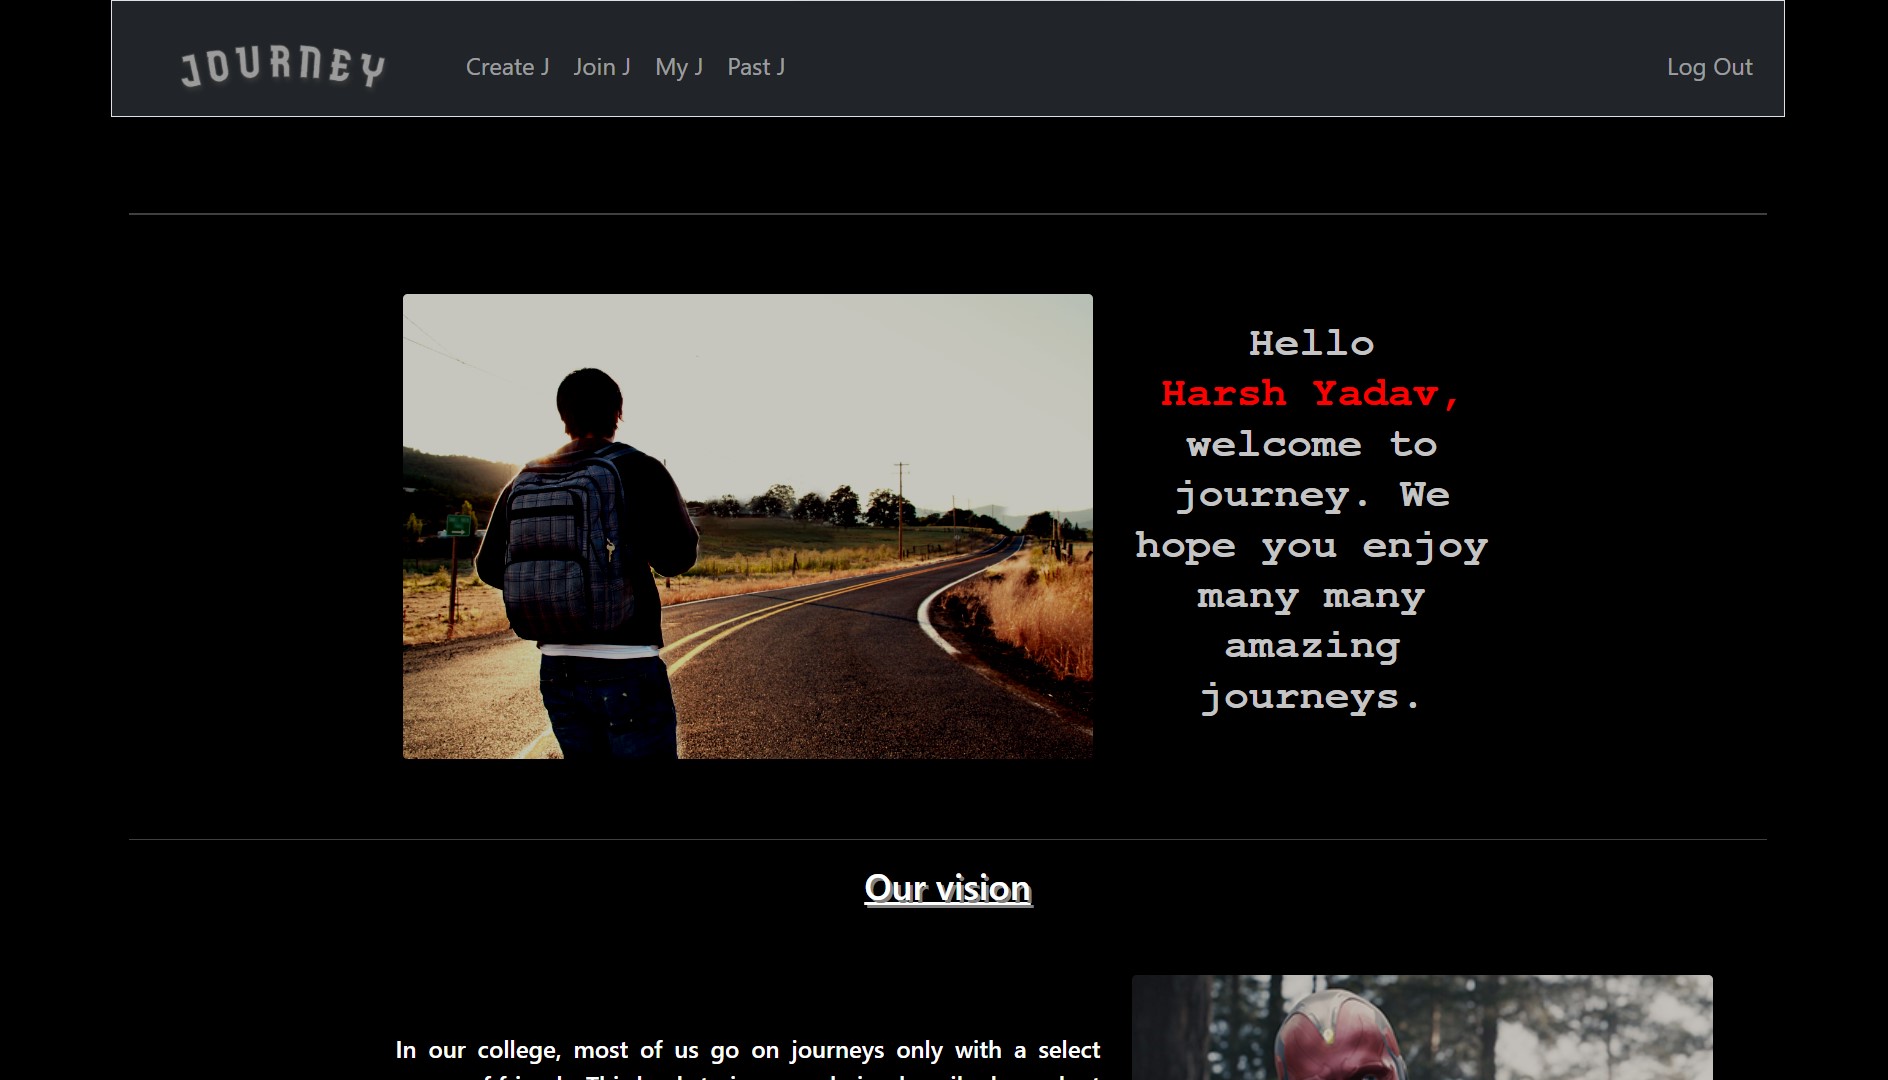 JOURNEY Create J Join J My J Past J Log Out
Hello
Harsh Yadav,
welcome to
journey. We
hope you enjoy
many many
amazing
journeys.
Our vision
In our college, most of us go on journeys only with a select